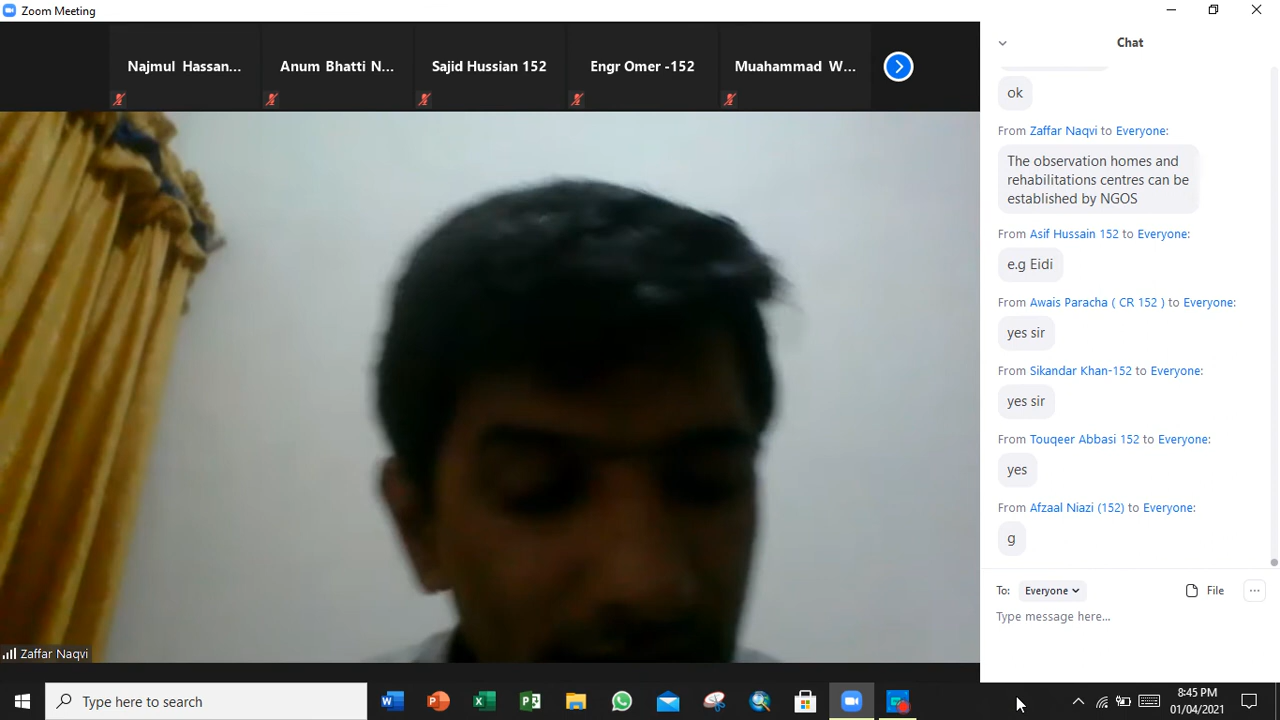 Zoom Meeting
Najmul Hassan...
Anum Bhatti N...
Sajid Hussian 152
Engr Omer -152
Muahammad W...
Chat
ok
From Zaffar Naqvi to Everyone:
The observation homes and
rehabilitations centres can be
established by NGOS
From Asif Hussain 152 to Everyone:
e.g Eidi
From Awais Paracha ( CR 152 ) to Everyone:
yes sir
From Sikandar Khan-152 to Everyone:
yes sir
From Touqeer Abbasi 152 to Everyone:
yes
From Afzaal Niazi (152) to Everyone:
g
To: Everyone File
Type message here...
Zaffar Naqvi
Type here to search
8:45 PM
01/04/2021